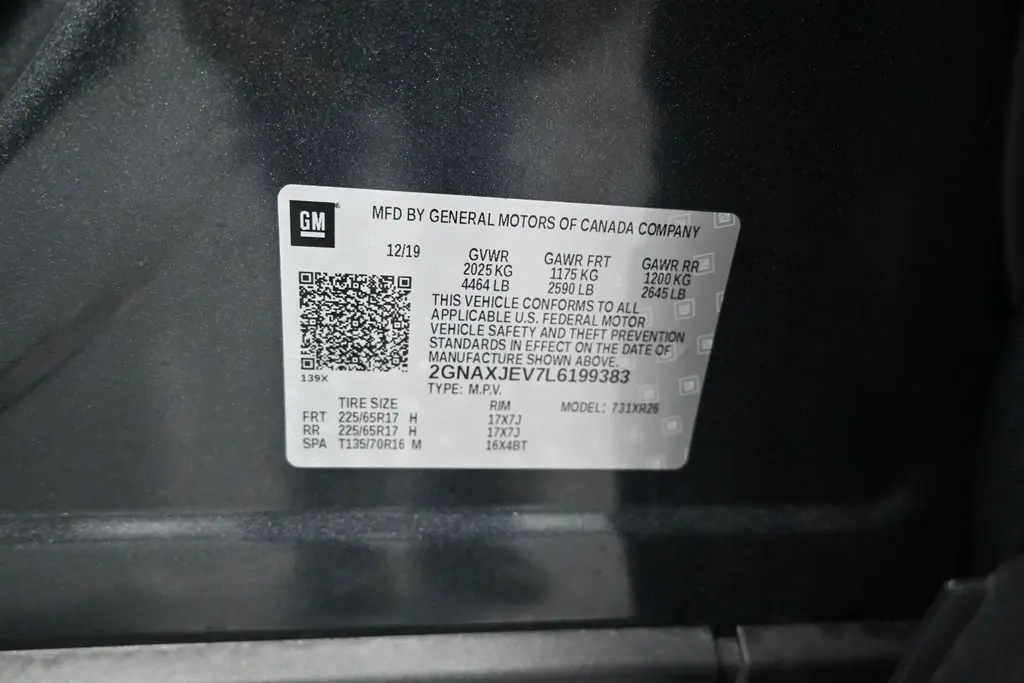 GM
MFD BY GENERAL MOTORS OF CANADA COMPANY
12/19
GVWR
2025 KG
4464 LB
GAWR FRT
1175 KG
2590 LB
GAWR RR
1200 KG
2645 LB
THIS VEHICLE CONFORMS TO ALL
APPLICABLE U.S. FEDERAL MOTOR
VEHICLE SAFETY AND THEFT PREVENTION
STANDARDS IN EFFECT ON THE DATE OF
MANUFACTURE SHOWN ABOVE.
139X
2GNAXJEV7L6199383
TYPE: M.P.V.
TIRE SIZE RIM MODEL: 731XR26
FRT 225/65R17 H 17X7J
RR 225/65R17 H 17X7J
SPA T135/70R16 M 16X4BT